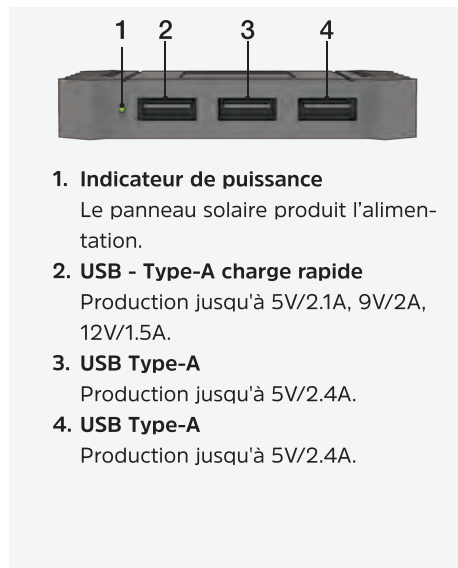 1 2 3 4
1. Indicateur de puissance
Le panneau solaire produit l'alimen-
tation.
2. USB - Type-A charge rapide
Production jusqu'à 5V/2.1A, 9V/2A,
12V/1.5A.
3. USB Type-A
Production jusqu'à 5V/2.4A.
4. USB Type-A
Production jusqu'à 5V/2.4A.